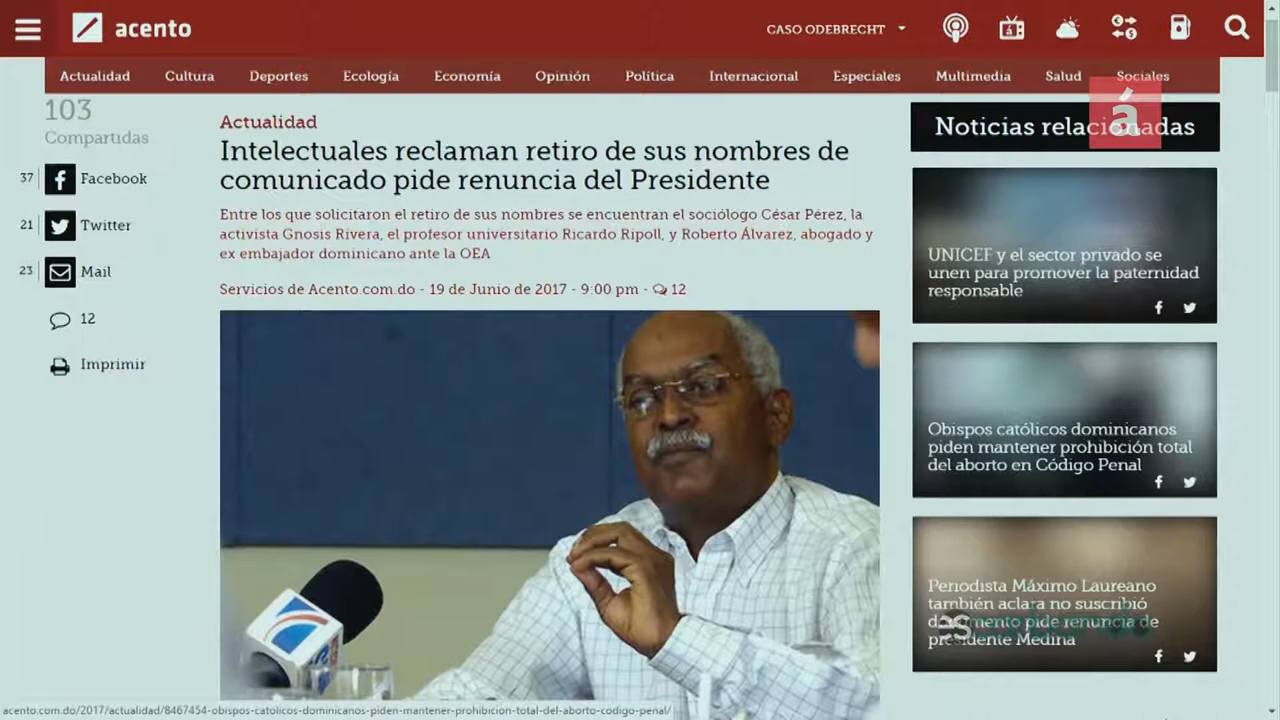 acento
CASO ODEBRECHT
Actualidad Cultura Deportes Ecología Economía Opinión Política Internacional Especiales Multimedia Salud Sociales
103
Compartidas
37 Facebook
21 Twitter
23 Mail
12
Imprimir
Actualidad
Intelectuales reclaman retiro de sus nombres de
comunicado pide renuncia del Presidente
Entre los que solicitaron el retiro de sus nombres se encuentran el sociólogo César Pérez, la
activista Gnosis Rivera, el profesor universitario Ricardo Ripoll, y Roberto Álvarez, abogado y
ex embajador dominicano ante la OEA
Servicios de Acento.com.do - 19 de Junio de 2017 - 9:00 pm - 12
Noticias relacionadas
á
UNICEF y el sector privado se
unen para promover la paternidad
responsable
Obispos católicos dominicanos
piden mantener prohibición total
del aborto en Código Penal
Periodista Máximo Laureano
también aclara no suscribió
documento pide renuncia de
presidente Medina
acento.com.do/2017/actualidad/8467454-obispos-catolicos-dominicanos-piden-mantener-prohibicion-total-del-aborto-codigo-penal/